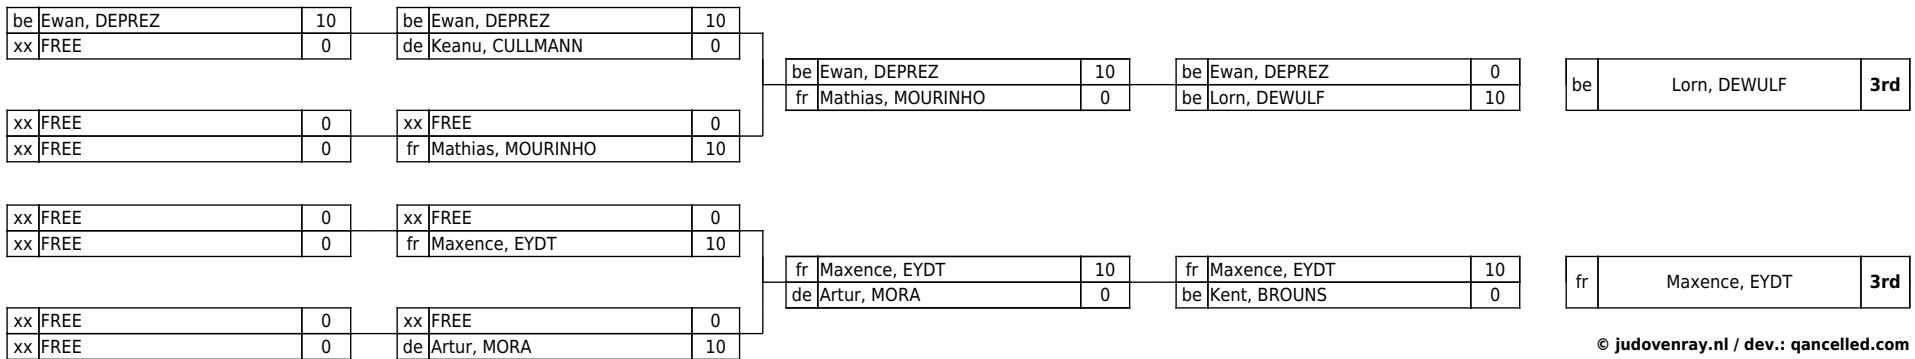 be Ewan, DEPREZ 10
xx FREE 0
be Ewan, DEPREZ 10
de Keanu, CULLMANN 0
xx FREE 0
xx FREE 0
xx FREE 0
fr Mathias, MOURINHO 10
be Ewan, DEPREZ 10
fr Mathias, MOURINHO 0
be Ewan, DEPREZ 0
be Lorn, DEWULF 10
be Lorn, DEWULF 3rd
xx FREE 0
xx FREE 0
xx FREE 0
fr Maxence, EYDT 10
xx FREE 0
xx FREE 0
xx FREE 0
de Artur, MORA 10
fr Maxence, EYDT 10
de Artur, MORA 0
fr Maxence, EYDT 10
be Kent, BROUNS 0
fr Maxence, EYDT 3rd
© judovenray.nl / dev.: qancelled.com